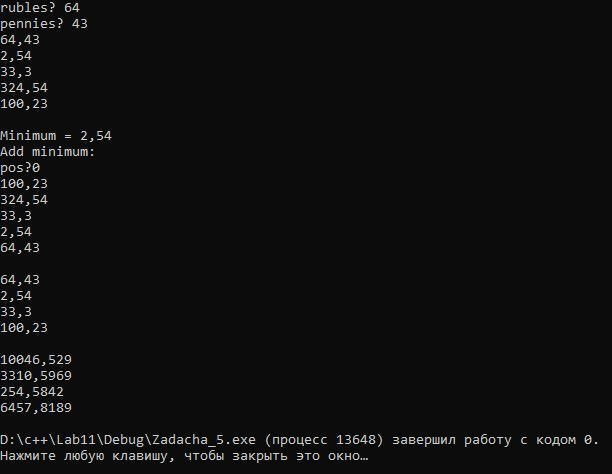 rubles? 64
pennies? 43
64,43
2,54
33,3
324,54
100,23
Minimum = 2,54
Add minimum:
pos?0
100,23
324,54
33,3
2,54
64,43
64,43
2,54
33,3
100,23
10046,529
3310,5969
254,5842
6457,8189
D:\c++\Lab11\Debug\Zadacha_5.exe (процесс 13648) завершил работу с кодом 0.
Нажмите любую клавишу, чтобы закрыть это окно…